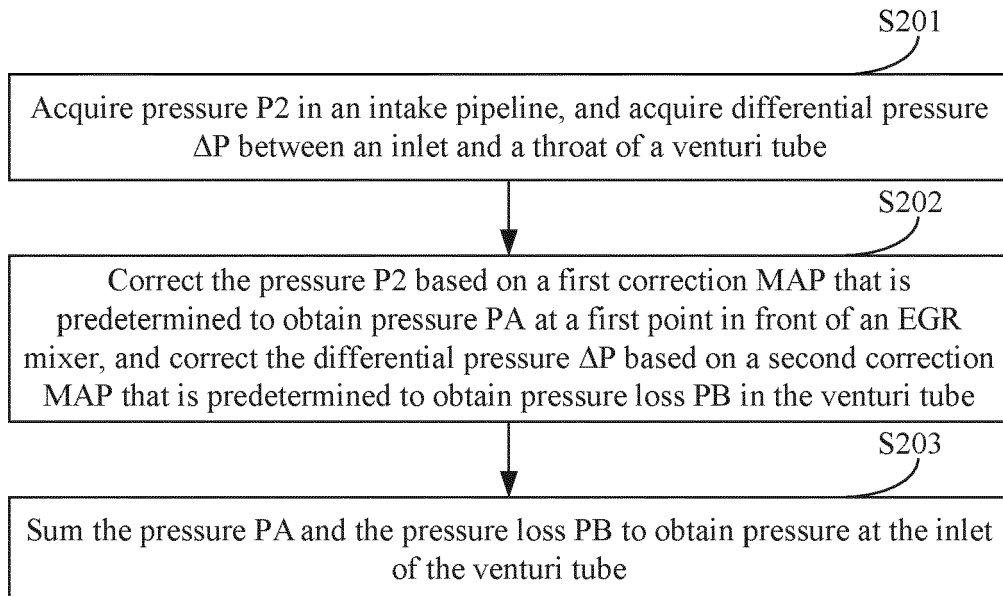 S201
Acquire pressure P2 in an intake pipeline, and acquire differential pressure
ΔP between an inlet and a throat of a venturi tube
S202
Correct the pressure P2 based on a first correction MAP that is
predetermined to obtain pressure PA at a first point in front of an EGR
mixer, and correct the differential pressure ΔP based on a second correction
MAP that is predetermined to obtain pressure loss PB in the venturi tube
S203
Sum the pressure PA and the pressure loss PB to obtain pressure at the inlet
of the venturi tube